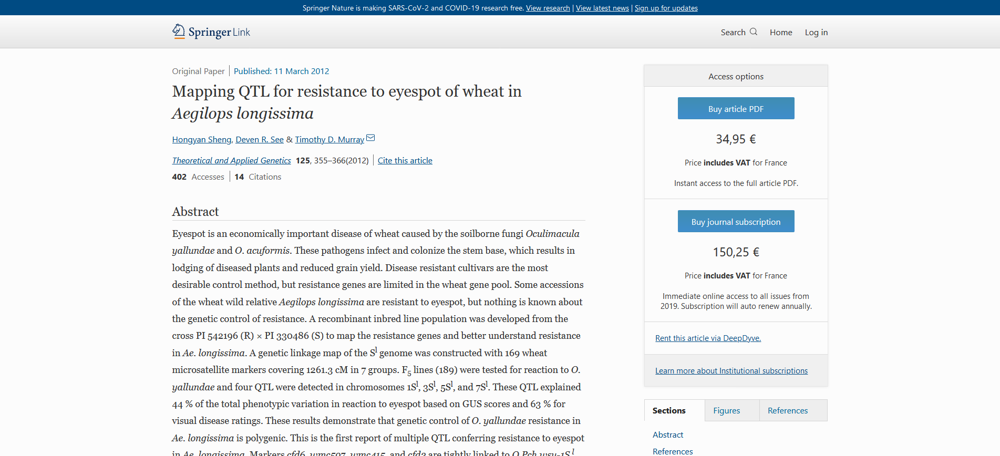 Springer Nature is making SARS-CoV-2 and COVID-19 research free. View research | View latest news | Sign up for updates
Springer Link
Search Home Log in
Original Paper | Published: 11 March 2012
Mapping QTL for resistance to eyespot of wheat in
Aegilops longissima
Hongyan Sheng, Deven R. See & Timothy D. Murray
Theoretical and Applied Genetics 125, 355–366(2012) | Cite this article
402 Accesses | 14 Citations
Abstract
Eyespot is an economically important disease of wheat caused by the soilborne fungi Oculimacula
yallundae and O. acuformis. These pathogens infect and colonize the stem base, which results in
lodging of diseased plants and reduced grain yield. Disease resistant cultivars are the most
desirable control method, but resistance genes are limited in the wheat gene pool. Some accessions
of the wheat wild relative Aegilops longissima are resistant to eyespot, but nothing is known about
the genetic control of resistance. A recombinant inbred line population was developed from the
cross PI 542196 (R) × PI 330486 (S) to map the resistance genes and better understand resistance
in Ae. longissima. A genetic linkage map of the Sl genome was constructed with 169 wheat
microsatellite markers covering 1261.3 cM in 7 groups. F5 lines (189) were tested for reaction to O.
yallundae and four QTL were detected in chromosomes 1Sl, 3Sl, 5Sl, and 7Sl. These QTL explained
44 % of the total phenotypic variation in reaction to eyespot based on GUS scores and 63 % for
visual disease ratings. These results demonstrate that genetic control of O. yallundae resistance in
Ae. longissima is polygenic. This is the first report of multiple QTL conferring resistance to eyespot
in Ae. longissima. Markers cfd6, wmc597, wmc415, and cfd2 are tightly linked to Q.Pch.wsu-1Sl,
Access options
Buy article PDF
34,95 €
Price includes VAT for France
Instant access to the full article PDF.
Buy journal subscription
150,25 €
Price includes VAT for France
Immediate online access to all issues from
2019. Subscription will auto renew annually.
Rent this article via DeepDyve.
Learn more about Institutional subscriptions
Sections Figures References
Abstract
References